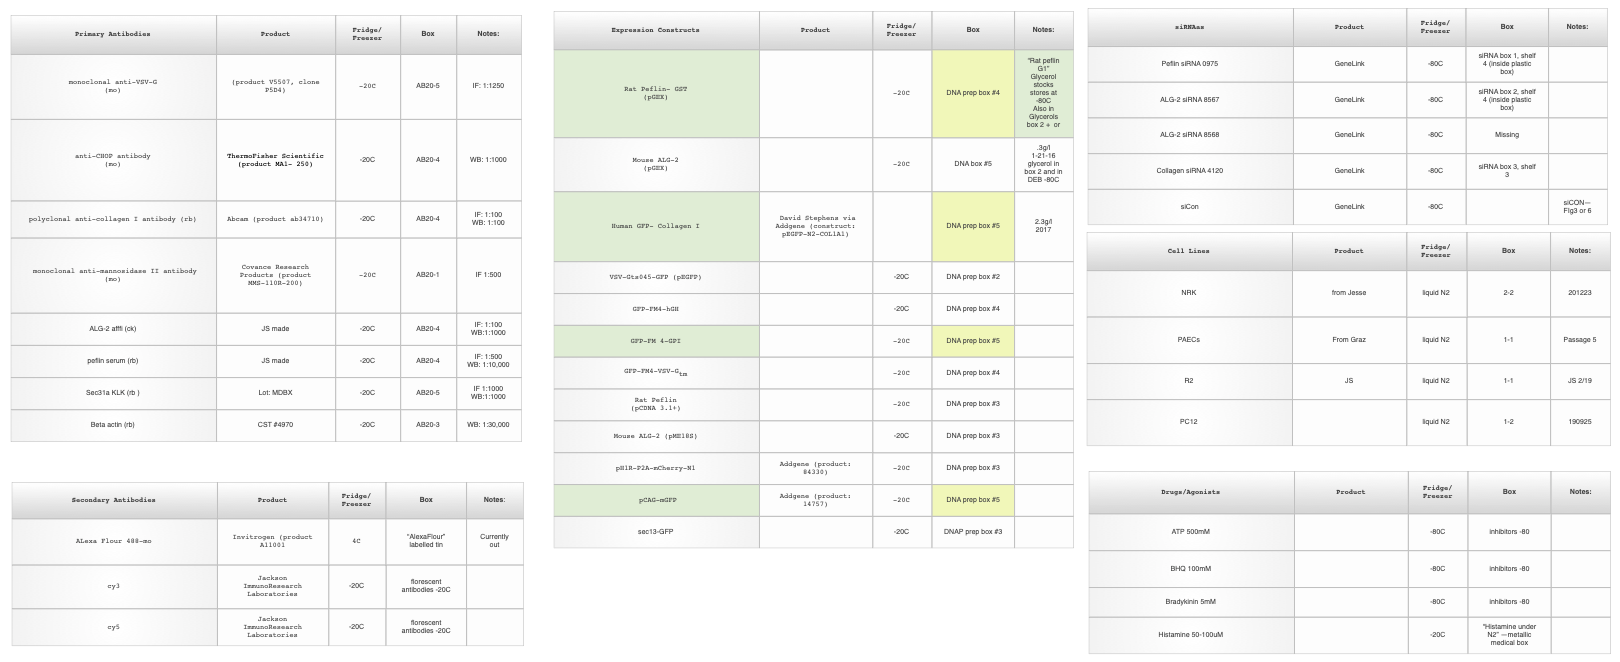 Primary Antibodies Product Fridge/ Freezer Box Notes:
monoclonal anti-VSV-G (mo) (product V5507, clone P5D4) -20C AB20-5 IF: 1:1250
anti-CHOP antibody (mo) ThermoFisher Scientific (product MA1- 250) -20C AB20-4 WB: 1:1000
polyclonal anti-collagen I antibody (rb) Abcam (product ab34710) -20C AB20-4 IF: 1:100 WB: 1:100
monoclonal anti-mannosidase II antibody (mo) Covance Research Products (product MMS-110R-200) -20C AB20-1 IF 1:500
ALG-2 afffi (ck) JS made -20C AB20-4 IF: 1:100 WB:1:1000
peflin serum (rb) JS made -20C AB20-4 IF: 1:500 WB: 1:10,000
Sec31a KLK (rb ) Lot: MDBX -20C AB20-5 IF 1:1000 WB:1:1000
Beta actin (rb) CST #4970 -20C AB20-3 WB: 1:30,000
Secondary Antibodies Product Fridge/ Freezer Box Notes:
ALexa Flour 488-mo Invitrogen (product A11001 4C "AlexaFlour" labelled tin Currently out
cy3 Jackson ImmunoResearch Laboratories -20C florescent antibodies -20C
cy5 Jackson ImmunoResearch Laboratories -20C florescent antibodies -20C
Expression Constructs Product Fridge/ Freezer Box Notes:
Rat Peflin- GST (pGEX) -20C DNA prep box #4 "Rat peflin G1" Glycerol stocks stores at -80C Also in Glycerols box 2 + or
Mouse ALG-2 (pGEX) -20C DNA box #5 .3g/l 1-21-16 glycerol in box 2 and in DEB -80C
Human GFP- Collagen I David Stephens via Addgene (construct: pEGFP-N2-COL1A1) DNA prep box #5 2.3g/l 2017
VSV-Gts045-GFP (pEGFP) -20C DNA prep box #2
GFP-FM4-hGH -20C DNA prep box #4
GFP-FM 4-GPI -20C DNA prep box #5
GFP-FM4-VSV-Gtm -20C DNA prep box #4
Rat Peflin (pCDNA 3.1+) -20C DNA prep box #3
Mouse ALG-2 (pME18S) -20C DNA prep box #3
pH1R-P2A-mCherry-N1 Addgene (product: 84330) -20C DNA prep box #3
pCAG-mGFP Addgene (product: 14757) -20C DNA prep box #5
sec13-GFP -20C DNAP prep box #3
siRNAas Product Fridge/ Freezer Box Notes:
Peflin siRNA 0975 GeneLink -80C siRNA box 1, shelf 4 (inside plastic box)
ALG-2 siRNA 8567 GeneLink -80C siRNA box 2, shelf 4 (inside plastic box)
ALG-2 siRNA 8568 GeneLink -80C Missing
Collagen siRNA 4120 GeneLink -80C siRNA box 3, shelf 3
siCon GeneLink -80C siCON— Fig3 or 6
Cell Lines Product Fridge/ Freezer Box Notes:
NRK from Jesse liquid N2 2-2 201223
PAECs From Graz liquid N2 1-1 Passage 5
R2 JS liquid N2 1-1 JS 2/19
PC12 liquid N2 1-2 190925
Drugs/Agonists Product Fridge/ Freezer Box Notes:
ATP 500mM -80C inhibitors -80
BHQ 100mM -80C inhibitors -80
Bradykinin 5mM -80C inhibitors -80
Histamine 50-100uM -20C "Histamine under N2" —metallic medical box